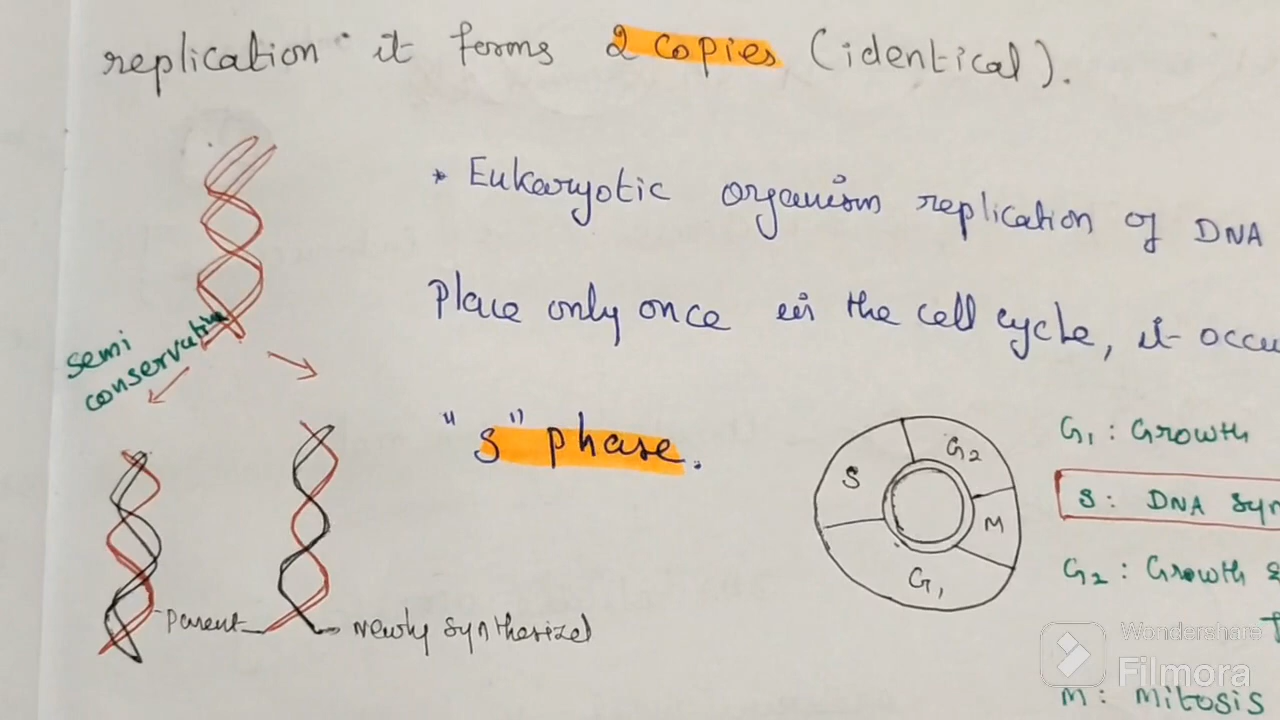 replication it forms 2 copies (identical).
* Eukaryotic organism replication of DNA
Place only once in the cell cycle, it occu
"S" phase.
semi
conservative
parent
newly synthesized
S
G2
M
G1
G1 : Growth
S : DNA Syn
G2 : Growth
M : Mitosis
Wondershare
Filmora